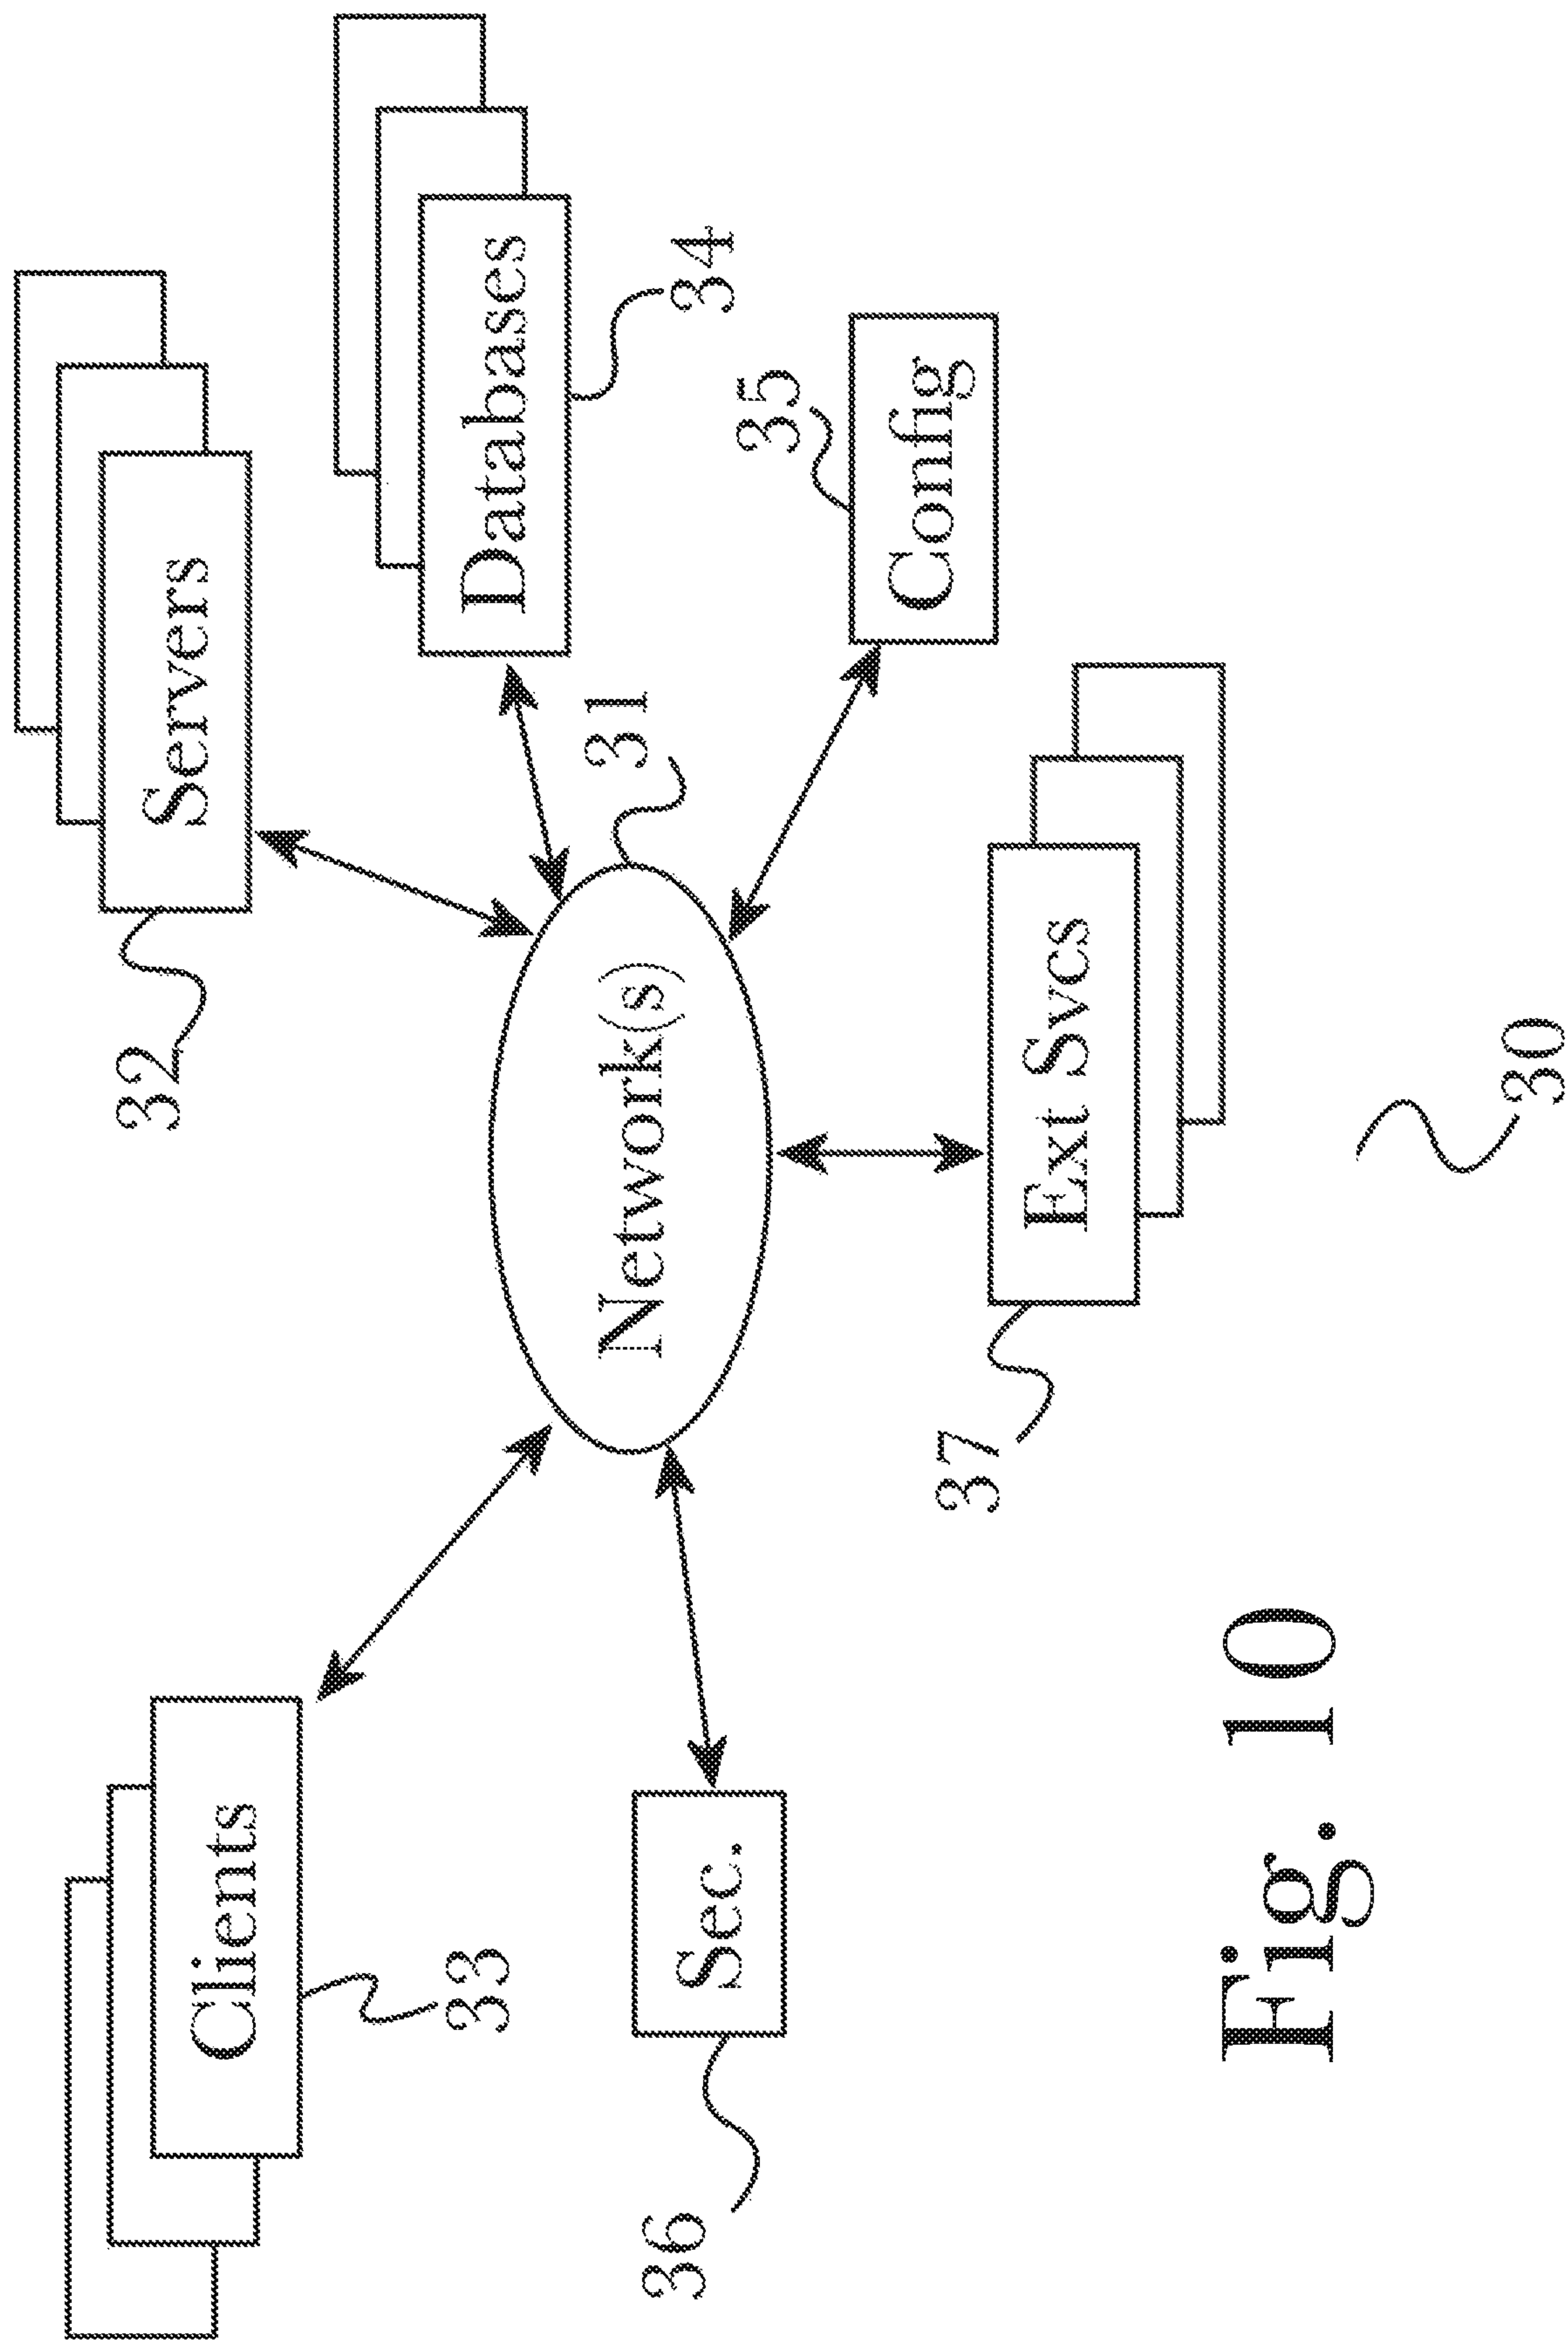 32
Servers
Clients
33
Databases
34
31
Network(s)
35
Config
Sec.
36
37
Ext Svcs
30
Fig. 10